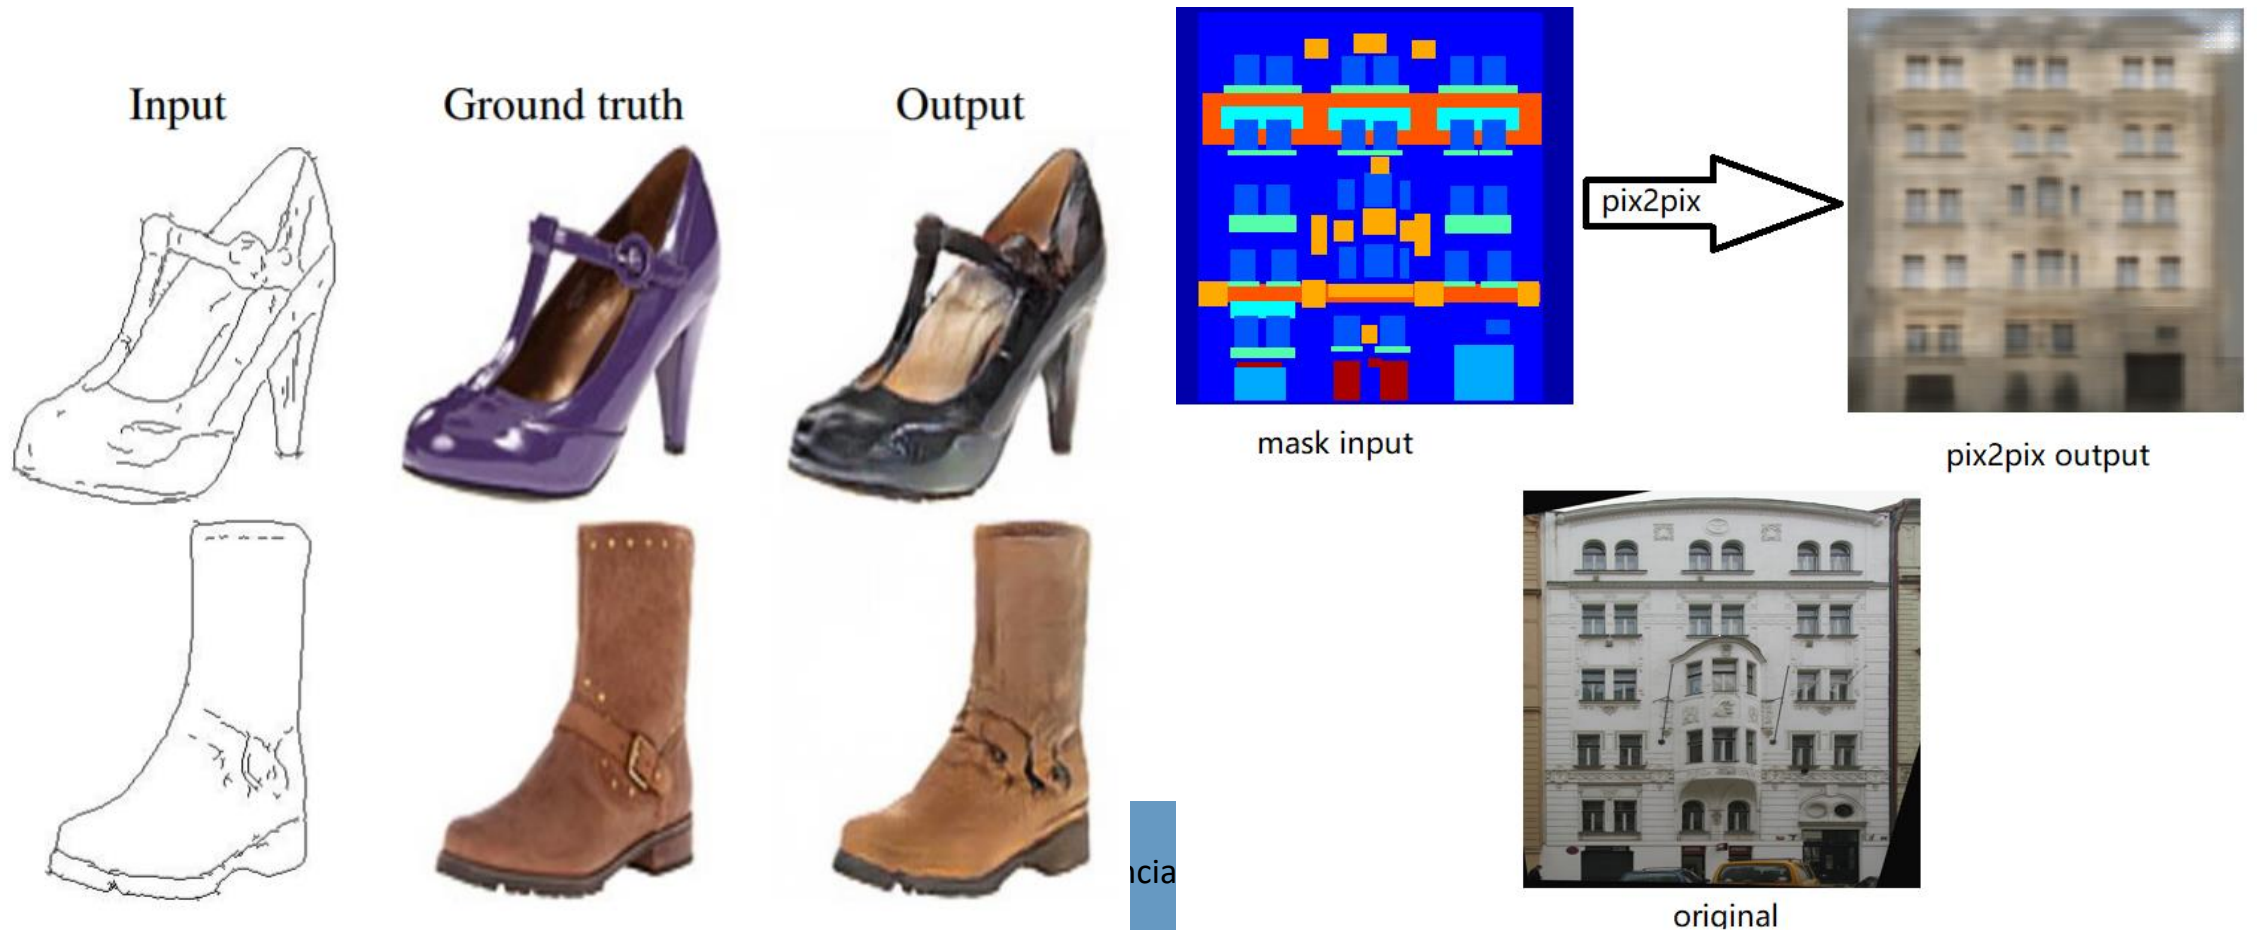 Input
Ground truth
Output
pix2pix
mask input
pix2pix output
original